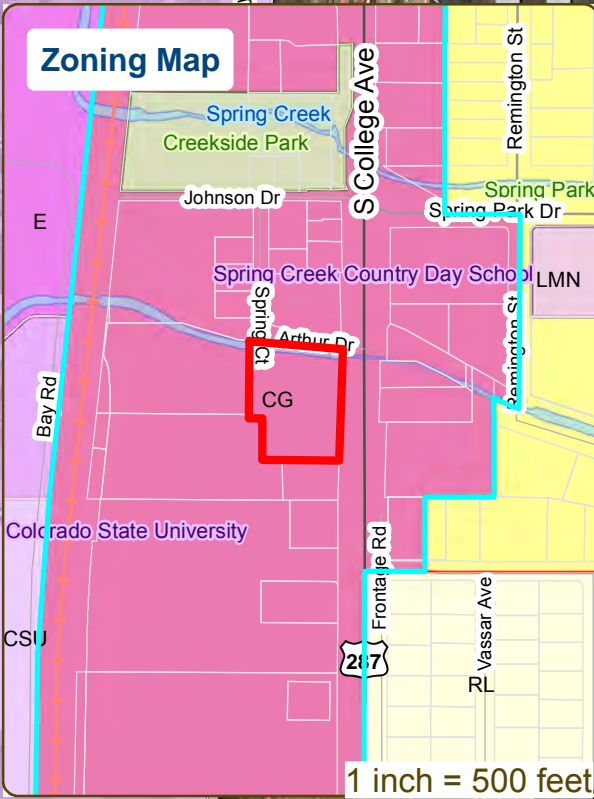 Zoning Map
S College Ave
Remington St
Spring Creek
Creekside Park
Johnson Dr
Spring Park
Spring Park Dr
E
Spring Creek Country Day School
LMN
Spring Ct
Arthur Dr
Remington St
Bay Rd
CG
Colorado State University
Frontage Rd
CSU
287
Vassar Ave
RL
1 inch = 500 feet